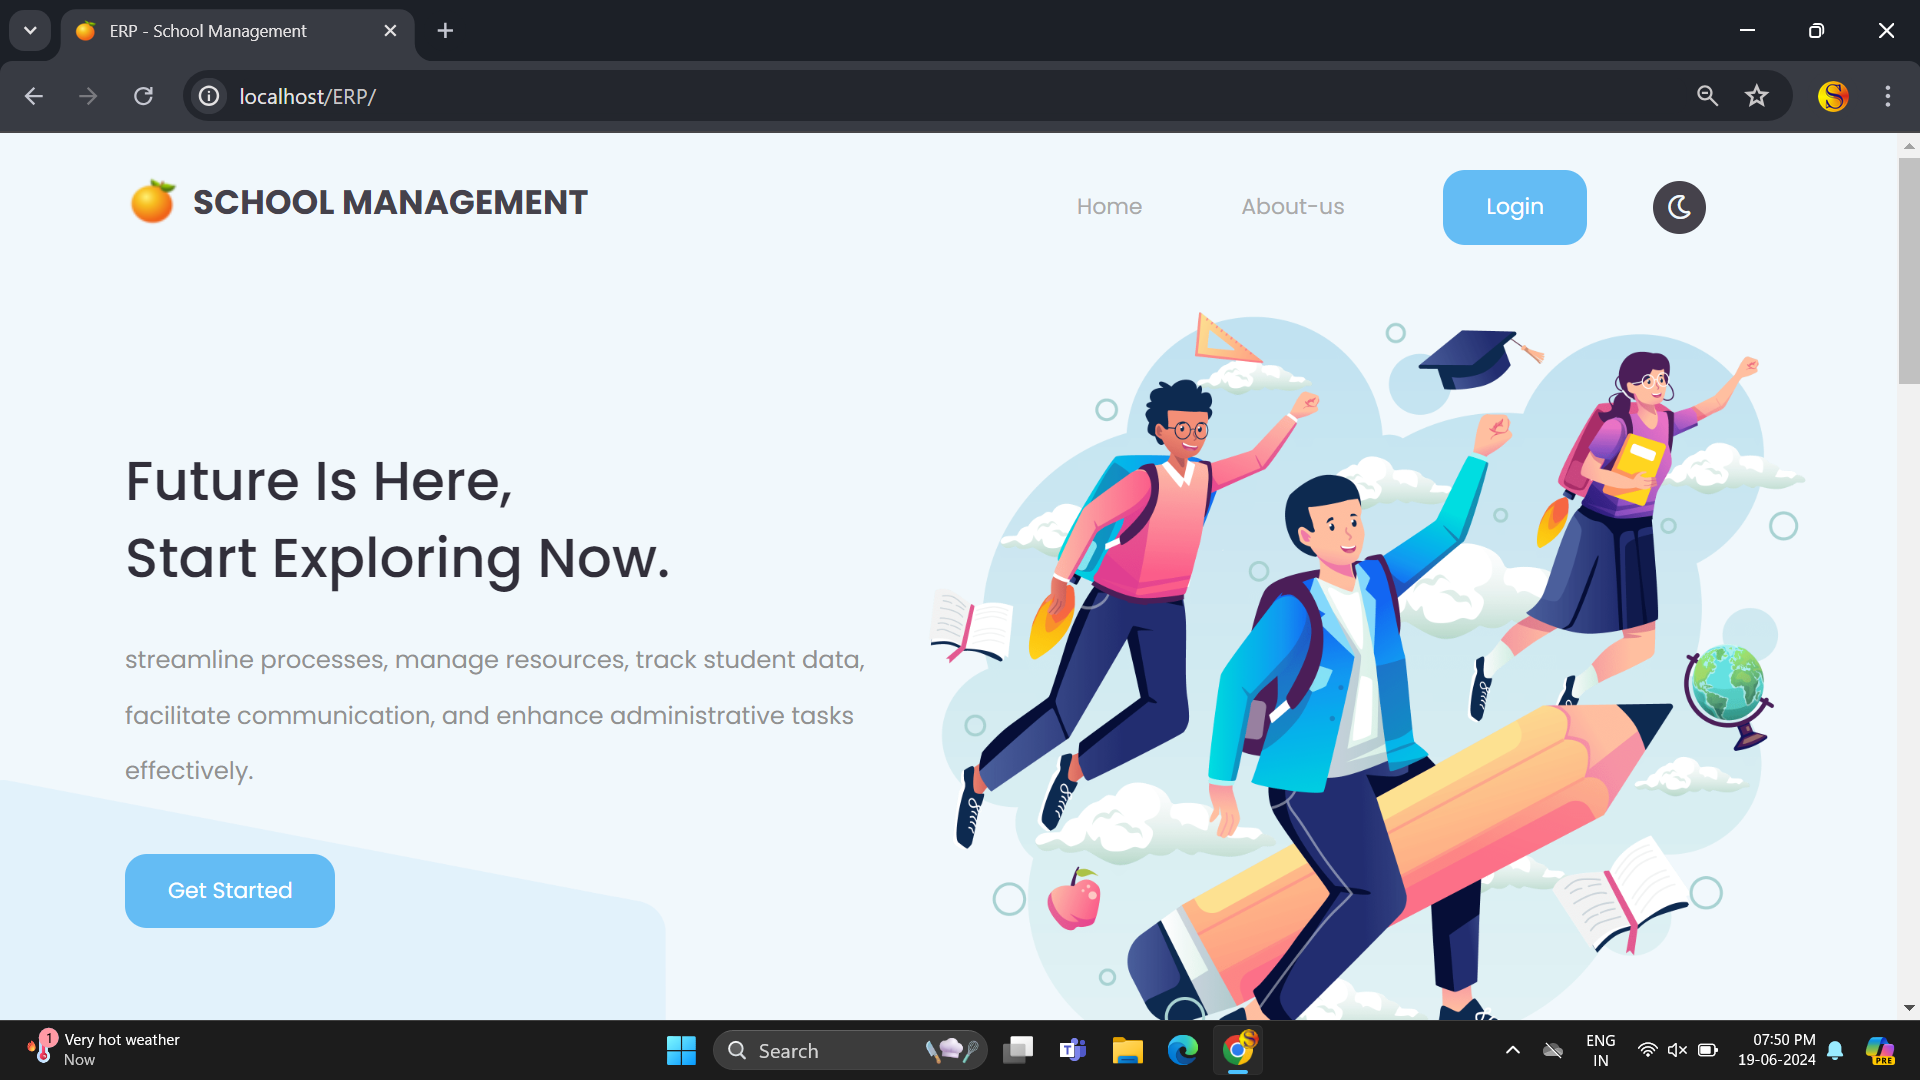 ERP - School Management
localhost/ERP/
SCHOOL MANAGEMENT
Home
About-us
Login
Future Is Here,
Start Exploring Now.
streamline processes, manage resources, track student data,
facilitate communication, and enhance administrative tasks
effectively.
Get Started
1
Very hot weather
Now
Search
ENG
IN
07:50 PM
19-06-2024
PRE